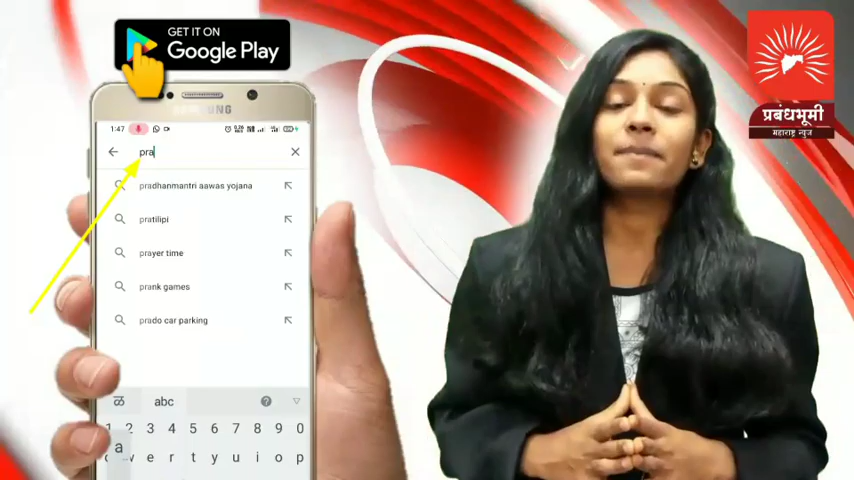 GET IT ON
Google Play
SAMSUNG
1:47
pra
pradhanmantri aawas yojana
pratilipi
prayer time
prank games
prado car parking
abc
1 2 3 4 5 6 7 8 9 0
w e r t y u i o p
a
प्रबंधभूमी
महाराष्ट्र न्यूज